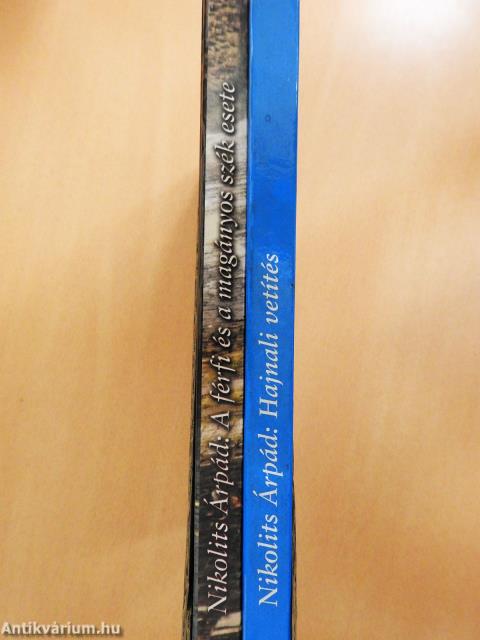 Nikolits Árpád: A férfi és a magányos szék esete
Nikolits Árpád: Hajnali vetítés
Antikvárium.hu